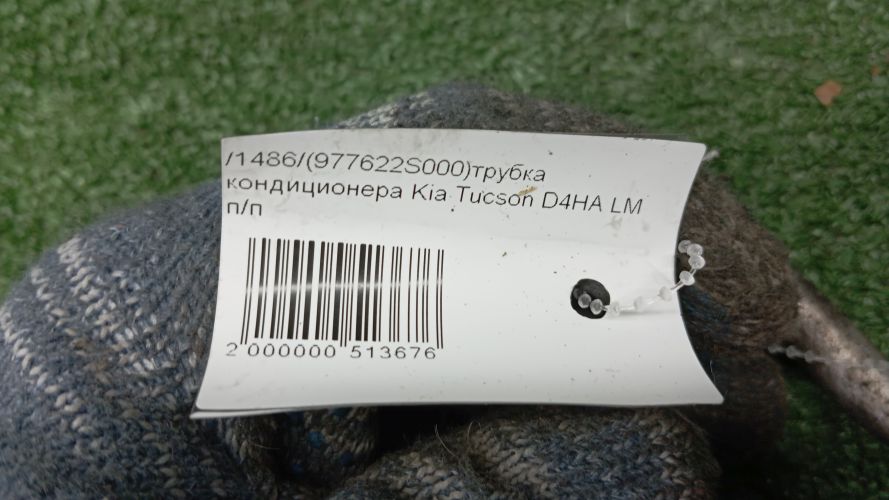 /1486/(977622S000)трубка
кондиционера Kia Tucson D4HA LM
п/п
2 000000 513676